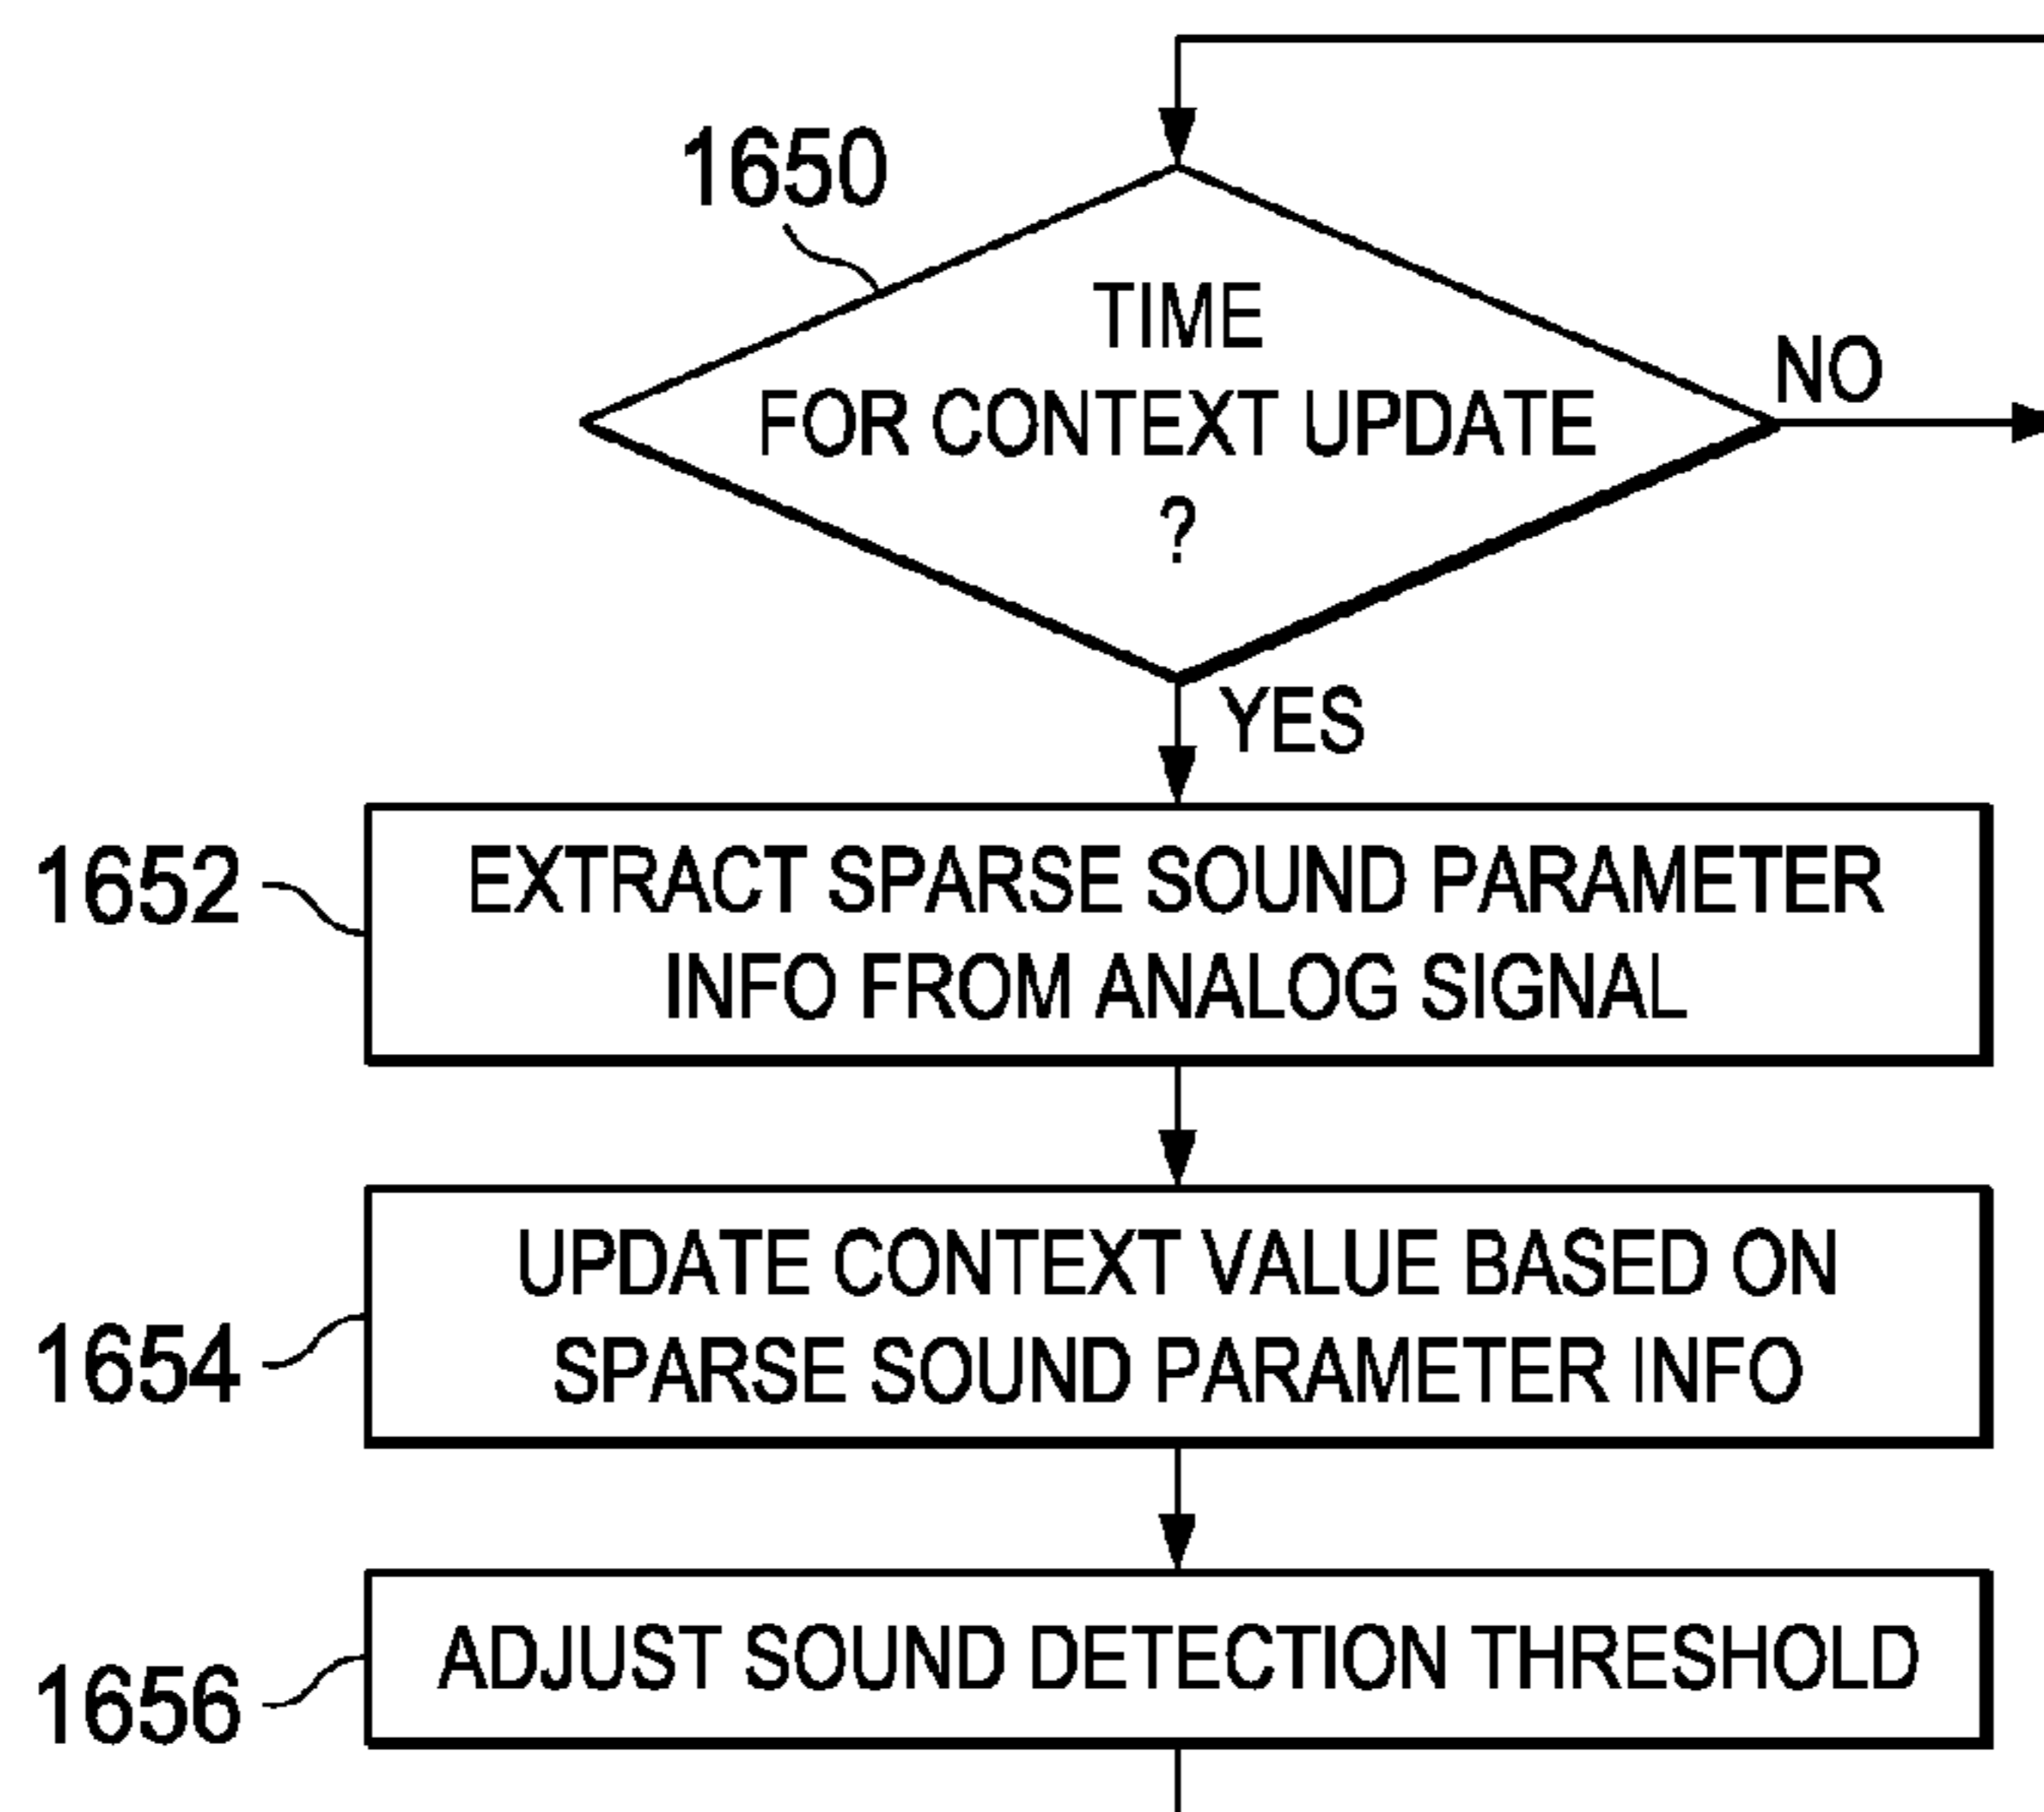 1650
TIME
FOR CONTEXT UPDATE
?
NO
YES
1652
EXTRACT SPARSE SOUND PARAMETER
INFO FROM ANALOG SIGNAL
1654
UPDATE CONTEXT VALUE BASED ON
SPARSE SOUND PARAMETER INFO
1656
ADJUST SOUND DETECTION THRESHOLD